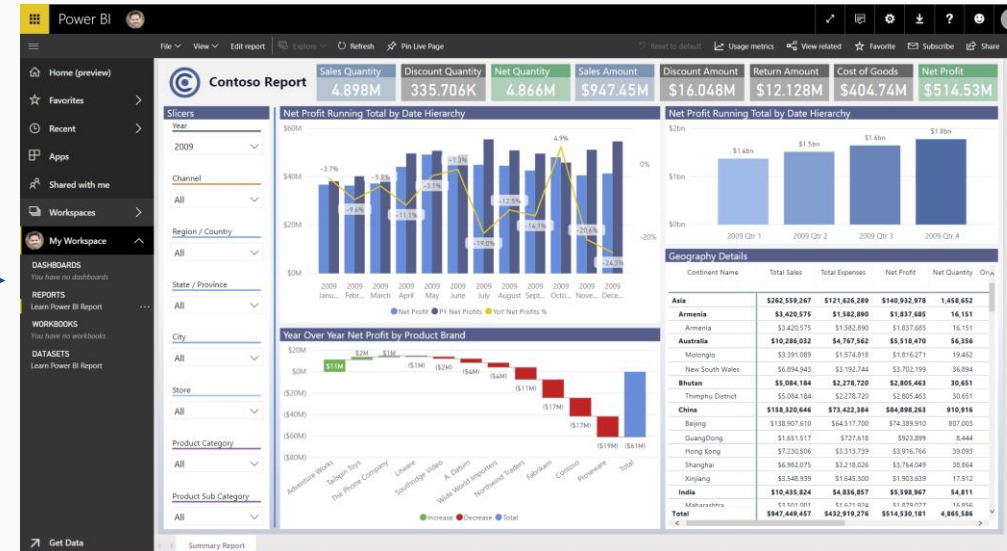 Power BI
File View Edit report Explore Refresh Pin Live Page Reset to default Usage metrics View related Favorite Subscribe Share
Home (preview)
Favorites
Recent
Apps
Shared with me
Workspaces
My Workspace
DASHBOARDS
You have no dashboards
REPORTS
Learn Power BI Report
WORKBOOKS
You have no workbooks
DATASETS
Learn Power BI Report
Get Data
Contoso Report
Sales Quantity
4.898M
Discount Quantity
335.706K
Net Quantity
4.866M
Sales Amount
$947.45M
Discount Amount
$16.048M
Return Amount
$12.128M
Cost of Goods
$404.74M
Net Profit
$514.53M
Slicers
Year
2009
Channel
All
Region / Country
All
State / Province
All
City
All
Store
All
Product Category
All
Product Sub Category
All
Net Profit Running Total by Date Hierarchy
$60M
$40M
$20M
$0M
0%
-20%
-3.7%
-9.6%
-5.8%
-11.1%
-3.1%
-1.3%
-19.0%
-12.5%
-14.1%
4.9%
-20.6%
-24.3%
2009 2009 2009 2009 2009 2009 2009 2009 2009 2009 2009 2009
Janu... Febr... March April May June July August Sept... Octo... Nove... Dece...
Net Profit PY Net Profits YoY Net Profits %
Year Over Year Net Profit by Product Brand
$20M
$0M
($20M)
($40M)
($60M)
($80M)
$11M
$2M
$1M
($1M)
($2M)
($4M)
($4M)
($11M)
($17M)
($17M)
($19M)
($61M)
Adventure Works
Tailspin Toys
The Phone Company
Litware
Southridge Video
A. Datum
Wide World Importers
Northwind Traders
Fabrikam
Contoso
Proseware
Total
Increase Decrease Total
Net Profit Running Total by Date Hierarchy
$2bn
$1bn
$0bn
$1.4bn
$1.5bn
$1.6bn
$1.8bn
2009 Qtr 1 2009 Qtr 2 2009 Qtr 3 2009 Qtr 4
Geography Details
Continent Name Total Sales Total Expenses Net Profit Net Quantity
Asia $262,559,267 $121,626,289 $140,932,978 1,458,652
Armenia $3,420,575 $1,582,890 $1,837,685 16,151
Armenia $3,420,575 $1,582,890 $1,837,685 16,151
Australia $10,286,032 $4,767,562 $5,518,470 56,356
Molonglo $3,391,089 $1,574,818 $1,816,271 19,462
New South Wales $6,894,943 $3,192,744 $3,702,199 36,894
Bhutan $5,084,184 $2,278,720 $2,805,463 30,651
Thimphu District $5,084,184 $2,278,720 $2,805,463 30,651
China $158,320,646 $73,422,384 $84,898,263 910,916
Beijing $138,907,610 $64,517,700 $74,389,910 807,003
GuangDong $1,651,517 $727,618 $923,899 8,444
Hong Kong $7,230,506 $3,313,739 $3,916,766 39,093
Shanghai $6,982,075 $3,218,026 $3,764,049 38,864
Xinjiang $3,548,939 $1,645,300 $1,903,639 17,512
India $10,435,824 $4,836,857 $5,598,967 54,811
Maharashtra
Total $947,449,457 $432,919,276 $514,530,181 4,865,586
Summary Report